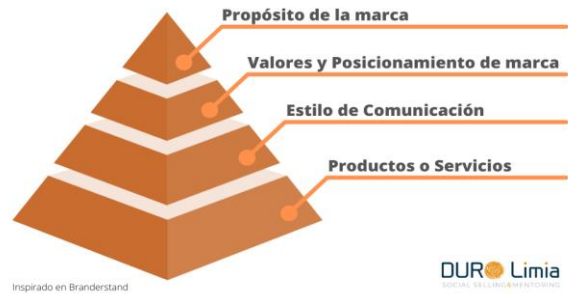 Propósito de la marca
Valores y Posicionamiento de marca
Estilo de Comunicación
Productos o Servicios
DURO Limia
SOCIAL SELLING&MENTORING
Inspirado en Branderstand